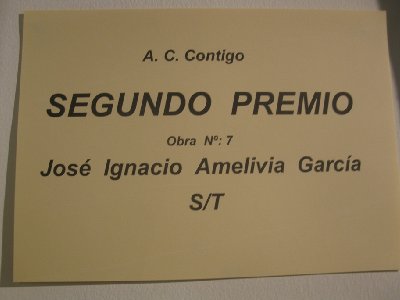 A. C. Contigo
SEGUNDO PREMIO
Obra Nº: 7
José Ignacio Amelivia García
S/T